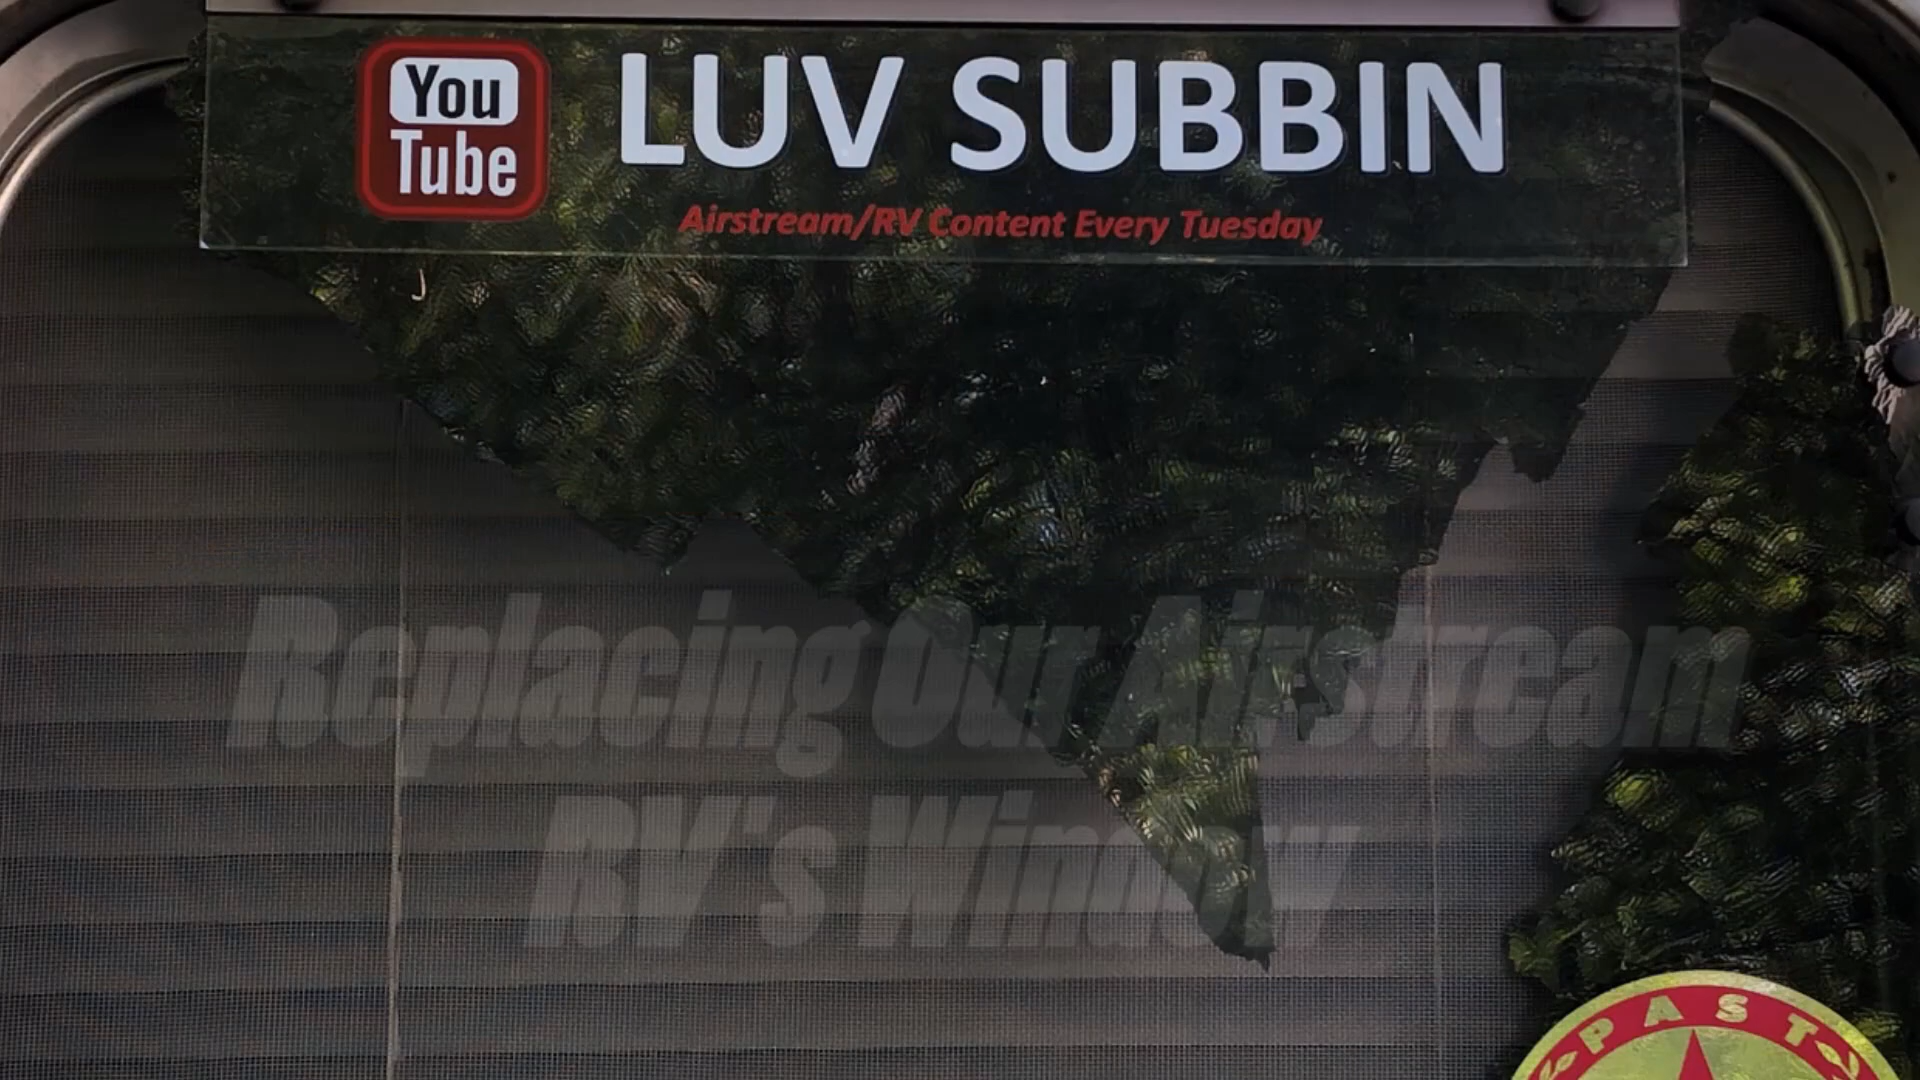 You
Tube
LUV SUBBIN
Airstream/RV Content Every Tuesday
Replacing Our Airstream
RV's Window
PAST